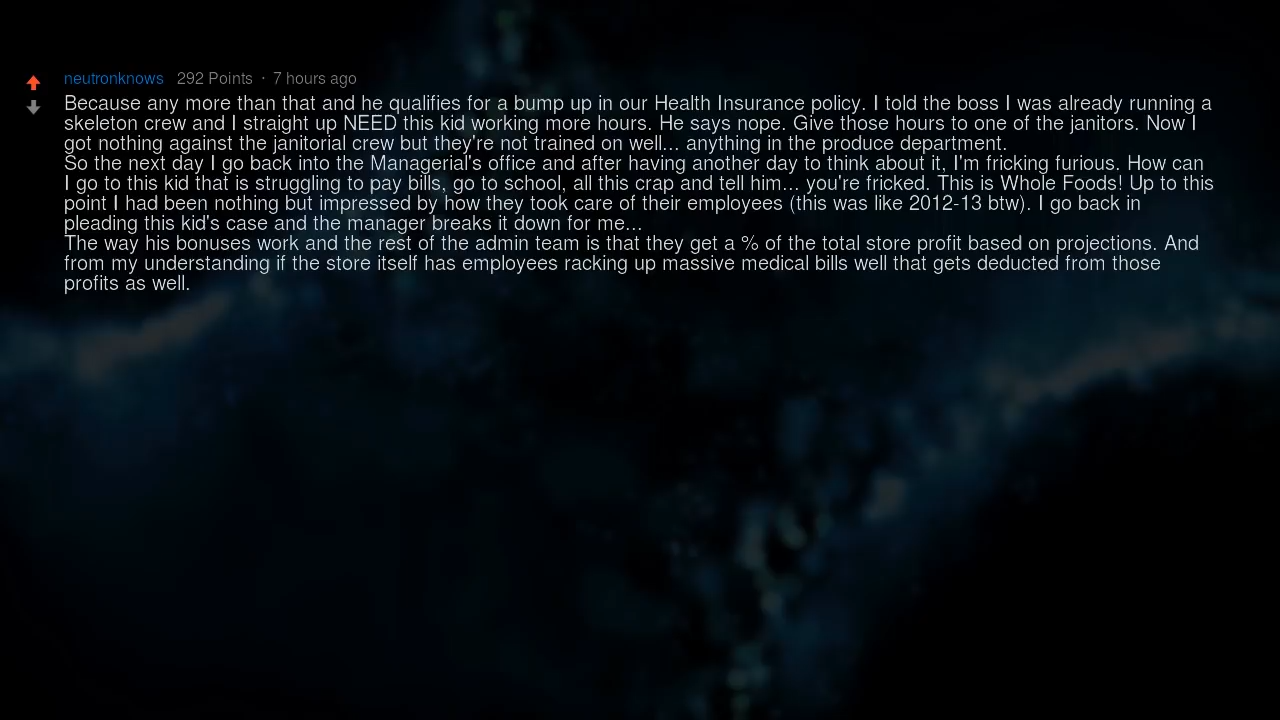 neutronknows 292 Points · 7 hours ago
Because any more than that and he qualifies for a bump up in our Health Insurance policy. I told the boss I was already running a
skeleton crew and I straight up NEED this kid working more hours. He says nope. Give those hours to one of the janitors. Now I
got nothing against the janitorial crew but they're not trained on well... anything in the produce department.
So the next day I go back into the Managerial's office and after having another day to think about it, I'm fricking furious. How can
I go to this kid that is struggling to pay bills, go to school, all this crap and tell him... you're fricked. This is Whole Foods! Up to this
point I had been nothing but impressed by how they took care of their employees (this was like 2012-13 btw). I go back in
pleading this kid's case and the manager breaks it down for me...
The way his bonuses work and the rest of the admin team is that they get a % of the total store profit based on projections. And
from my understanding if the store itself has employees racking up massive medical bills well that gets deducted from those
profits as well.